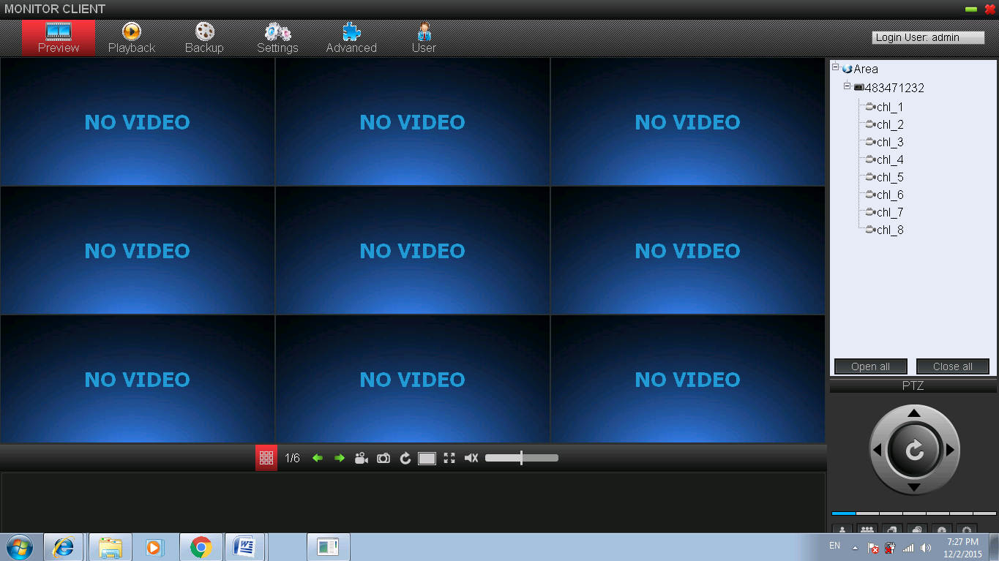 MONITOR CLIENT
Preview
Playback
Backup
Settings
Advanced
User
Login User: admin
NO VIDEO
NO VIDEO
NO VIDEO
NO VIDEO
NO VIDEO
NO VIDEO
NO VIDEO
NO VIDEO
NO VIDEO
Area
483471232
chl_1
chl_2
chl_3
chl_4
chl_5
chl_6
chl_7
chl_8
Open all
Close all
PTZ
1/6
EN
7:27 PM
12/2/2015